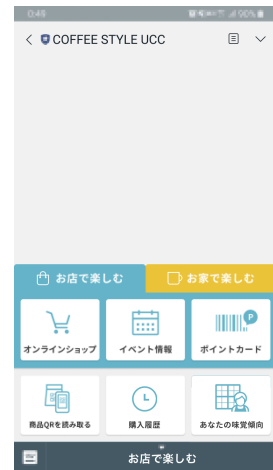 0:45
90%
COFFEE STYLE UCC
お店で楽しむ
お家で楽しむ
P
オンラインショップ
イベント情報
ポイントカード
商品QRを読み取る
購入履歴
あなたの味覚傾向
お店で楽しむ